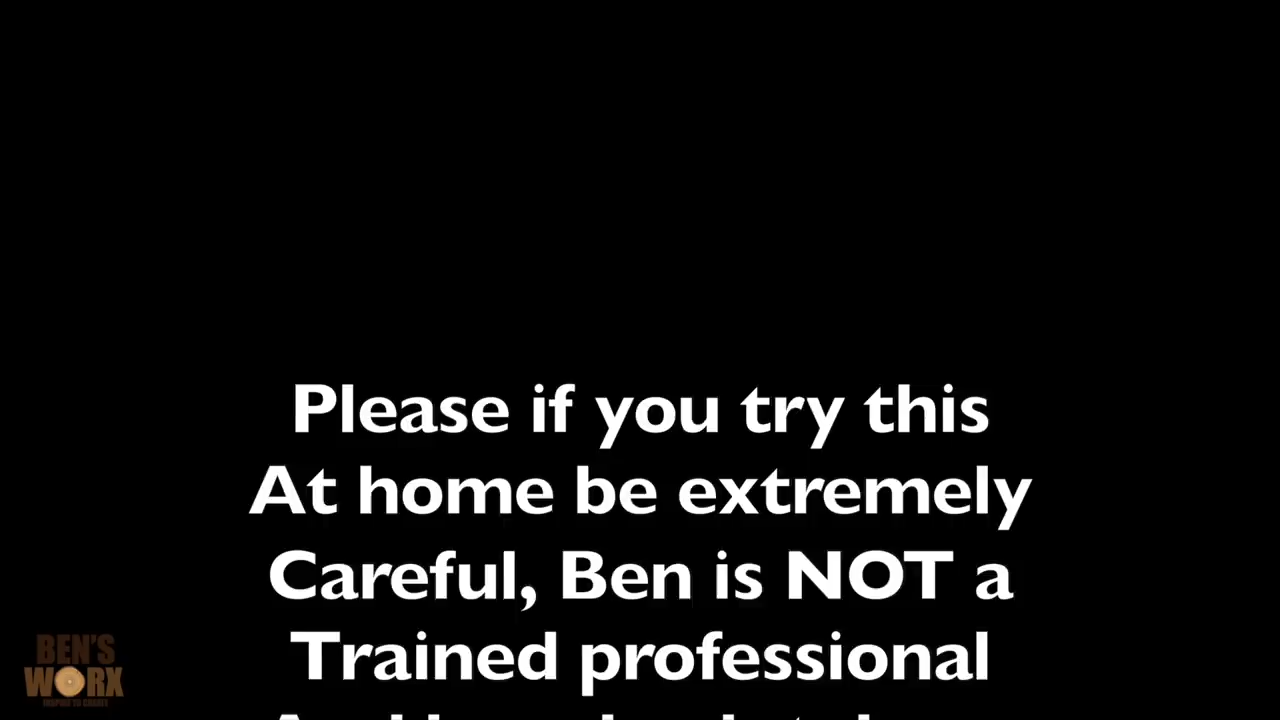 Please if you try this
At home be extremely
Careful, Ben is NOT a
Trained professional
BEN'S
WORX